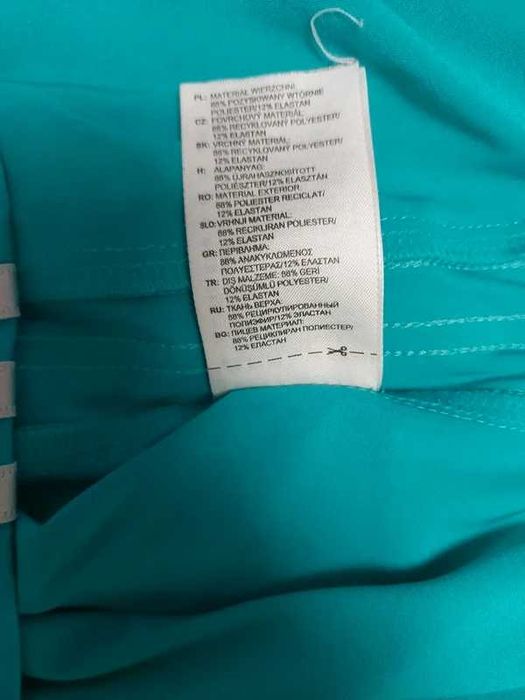 PL: MATERIAŁ WIERZCHNI:
88% POZYSKIWANY WTÓRNIE
POLIESTER/12% ELASTAN
CZ: POVRCHOVÝ MATERIÁL:
88% RECYKLOVANÝ POLYESTER/
12% ELASTAN
SK: VRCHNÝ MATERIÁL:
88% RECYKLOVANÝ POLYESTER/
12% ELASTAN
H: ALAPANYAG:
88% ÚJRAHASZNOSÍTOTT
POLIÉSZTER/12% ELASZTÁN
RO: MATERIAL EXTERIOR:
88% POLIESTER RECICLAT/
12% ELASTAN
SLO: VRHNJI MATERIAL:
88% RECIKLIRAN POLIESTER/
12% ELASTAN
GR: ΠΕΡΙΒΛΗΜΑ:
88% ΑΝΑΚΥΚΛΩΜΕΝΟΣ
ΠΟΛΥΕΣΤΕΡΑΣ/12% ΕΛΑΣΤΑΝ
TR: DIŞ MALZEME: 88% GERİ
DÖNÜŞÜMLÜ POLYESTER/
12% ELASTAN
RU: ТКАНЬ ВЕРХА:
88% РЕЦИРКУЛИРОВАННЫЙ
ПОЛИЭФИР/12% ЭЛАСТАН
BG: ЛИЦЕВ МАТЕРИАЛ:
88% РЕЦИКЛИРАН ПОЛИЕСТЕР/
12% ЕЛАСТАН